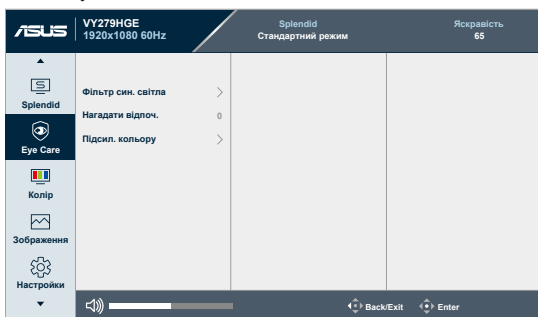 ASUS
VY279HGE
1920x1080 60Hz
Splendid
Стандартний режим
Яскравість
65
Splendid
Eye Care
Колір
Зображення
Настройки
Фільтр син. світла
Нагадати відпоч. 0
Підсил. кольору
Back/Exit
Enter